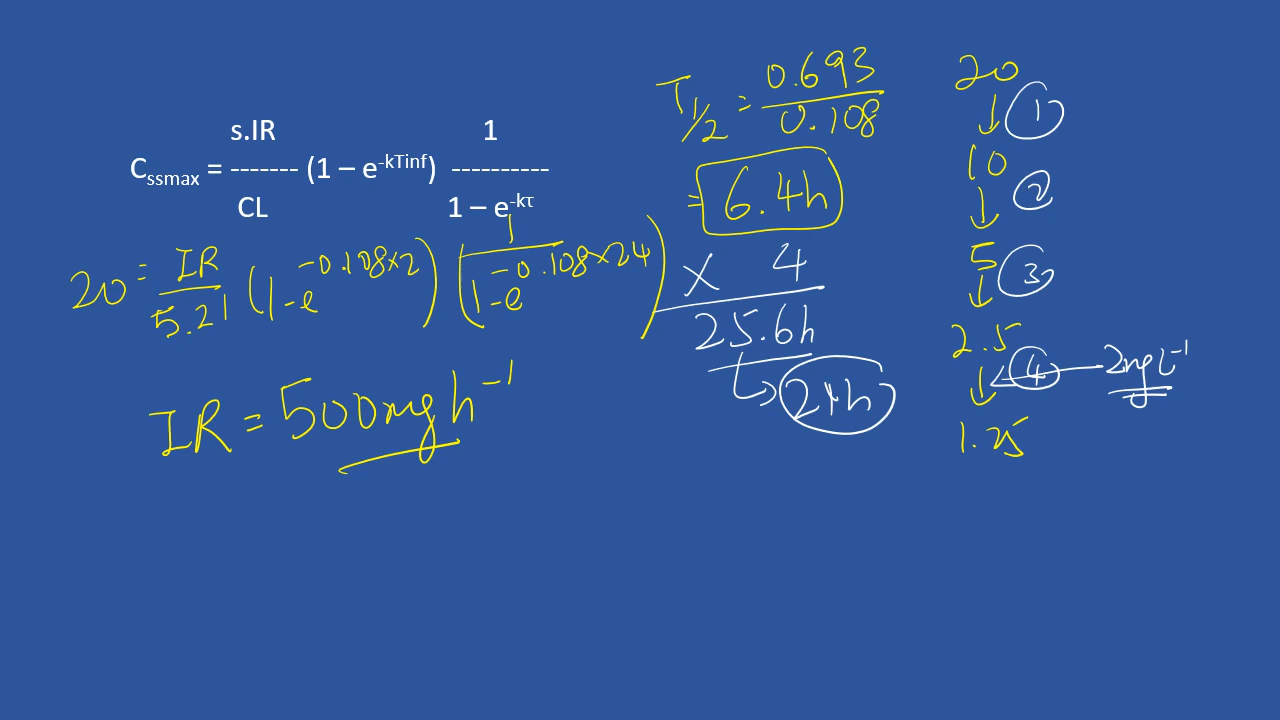 s.IR 1
Cssmax = ------- (1 – e-kTinf) ----------
CL 1 – e-kτ
20 = IR/5.21 (1-e-0.108×2) (1/1-e-0.108×24)
IR = 500mg h-1
T1/2 = 0.693/0.108
= 6.4h
× 4
25.6h
24h
20
↓ 1
10
↓ 2
5
↓ 3
2.5
↓ 4 2mg L-1
1.25